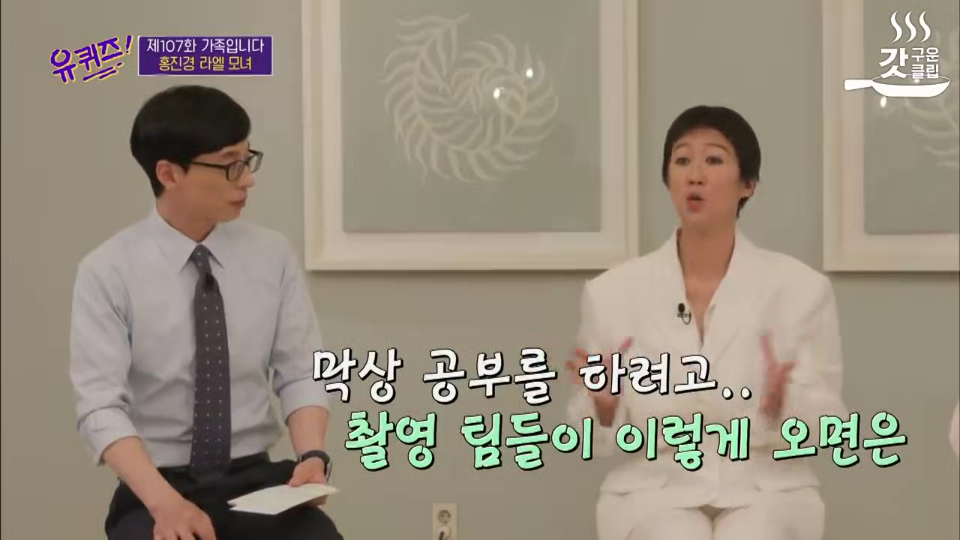 유퀴즈!
제107화 가족입니다
홍진경 라엘 모녀
갓구운클립
막상 공부를 하려고..
촬영 팀들이 이렇게 오면은